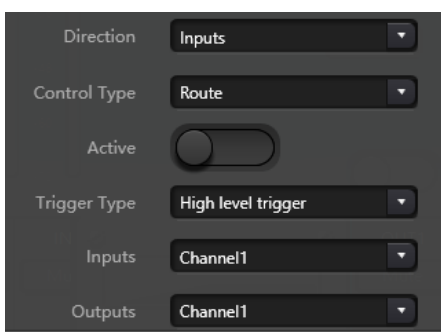 Direction Inputs
Control Type Route
Active
Trigger Type High level trigger
Inputs Channel1
Outputs Channel1